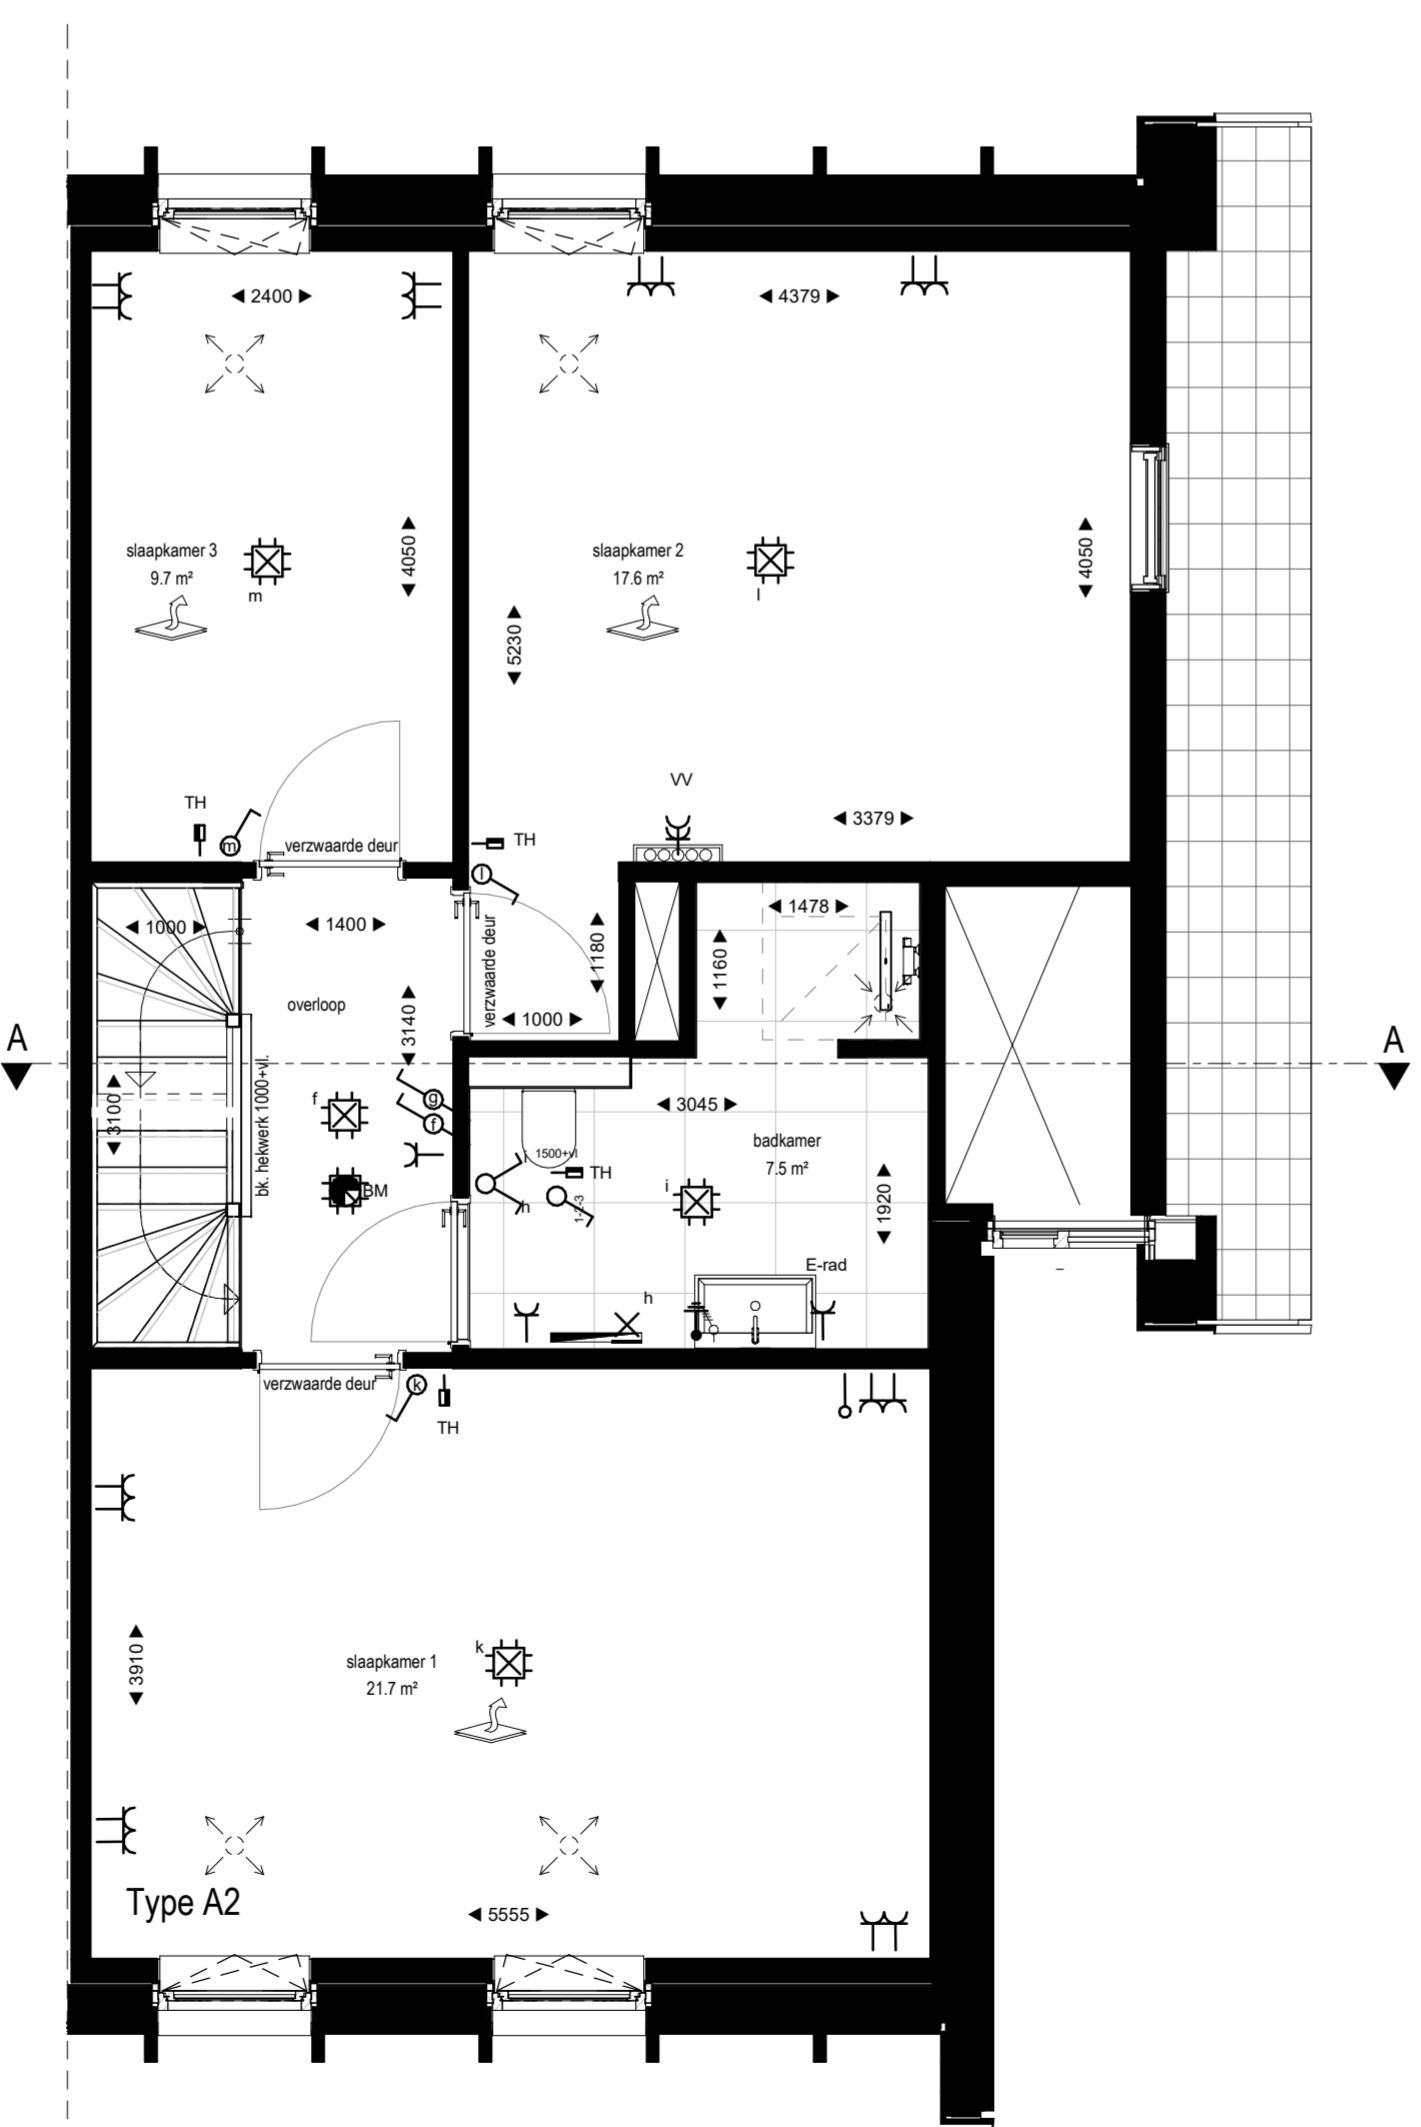 2400
4379
slaapkamer 3
9.7 m²
m
4050
slaapkamer 2
17.6 m²
l
4050
5230
VV
3379
TH
m
verzwaarde deur
TH
l
1000
1400
verzwaarde deur
1180
1000
1478
1160
overloop
3140
A
A
3100
bk. hekwerk 1000+vl.
f
g
f
BM
3045
badkamer
7.5 m²
i
1500+vl
TH
h
1-2-3
i
1920
E-rad
h
verzwaarde deur
k
TH
3910
slaapkamer 1
21.7 m²
k
Type A2
5555